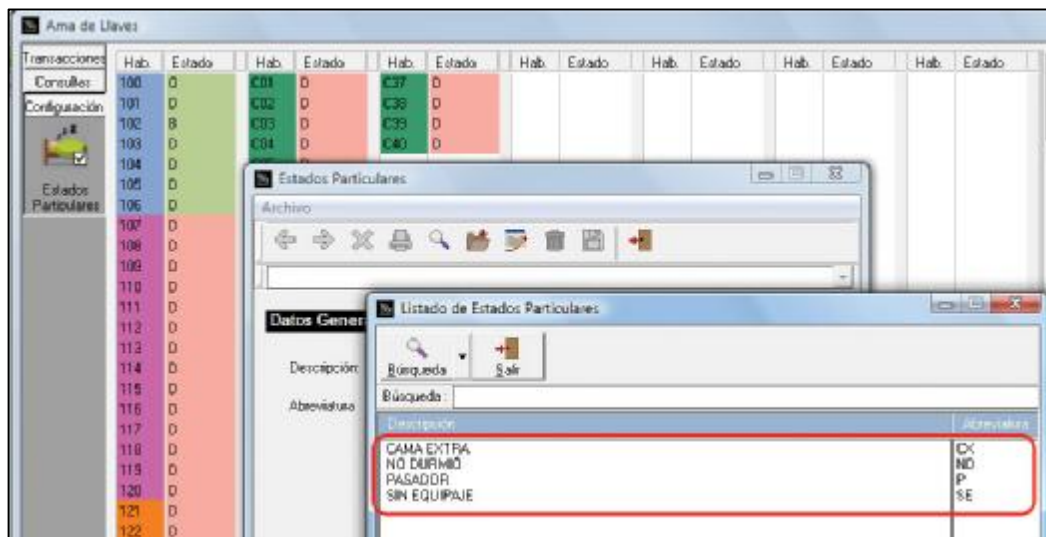 Ama de Llaves
Transacciones
Consultas
Configuración
Estados
Particulares
Hab. Estado Hab. Estado Hab. Estado Hab. Estado Hab. Estado Hab. Estado Hab. Estado
100 O C01 D C37 D
101 D C02 D C38 D
102 B C03 D C39 D
103 D C04 D C40 D
104 D
105 D
106 D
107 D
108 D
109 D
110 D
111 D
112 D
113 D
114 D
115 D
116 D
117 D
118 D
119 D
120 D
121 D
122 D
Estados Particulares
Archivo
Datos Gener
Descripción:
Abreviatura
Listado de Estados Particulares
Búsqueda Salir
Búsqueda :
Descripción Abreviatura
CAMA EXTRA CX
NO DURMIÓ ND
PASADOR P
SIN EQUIPAJE SE